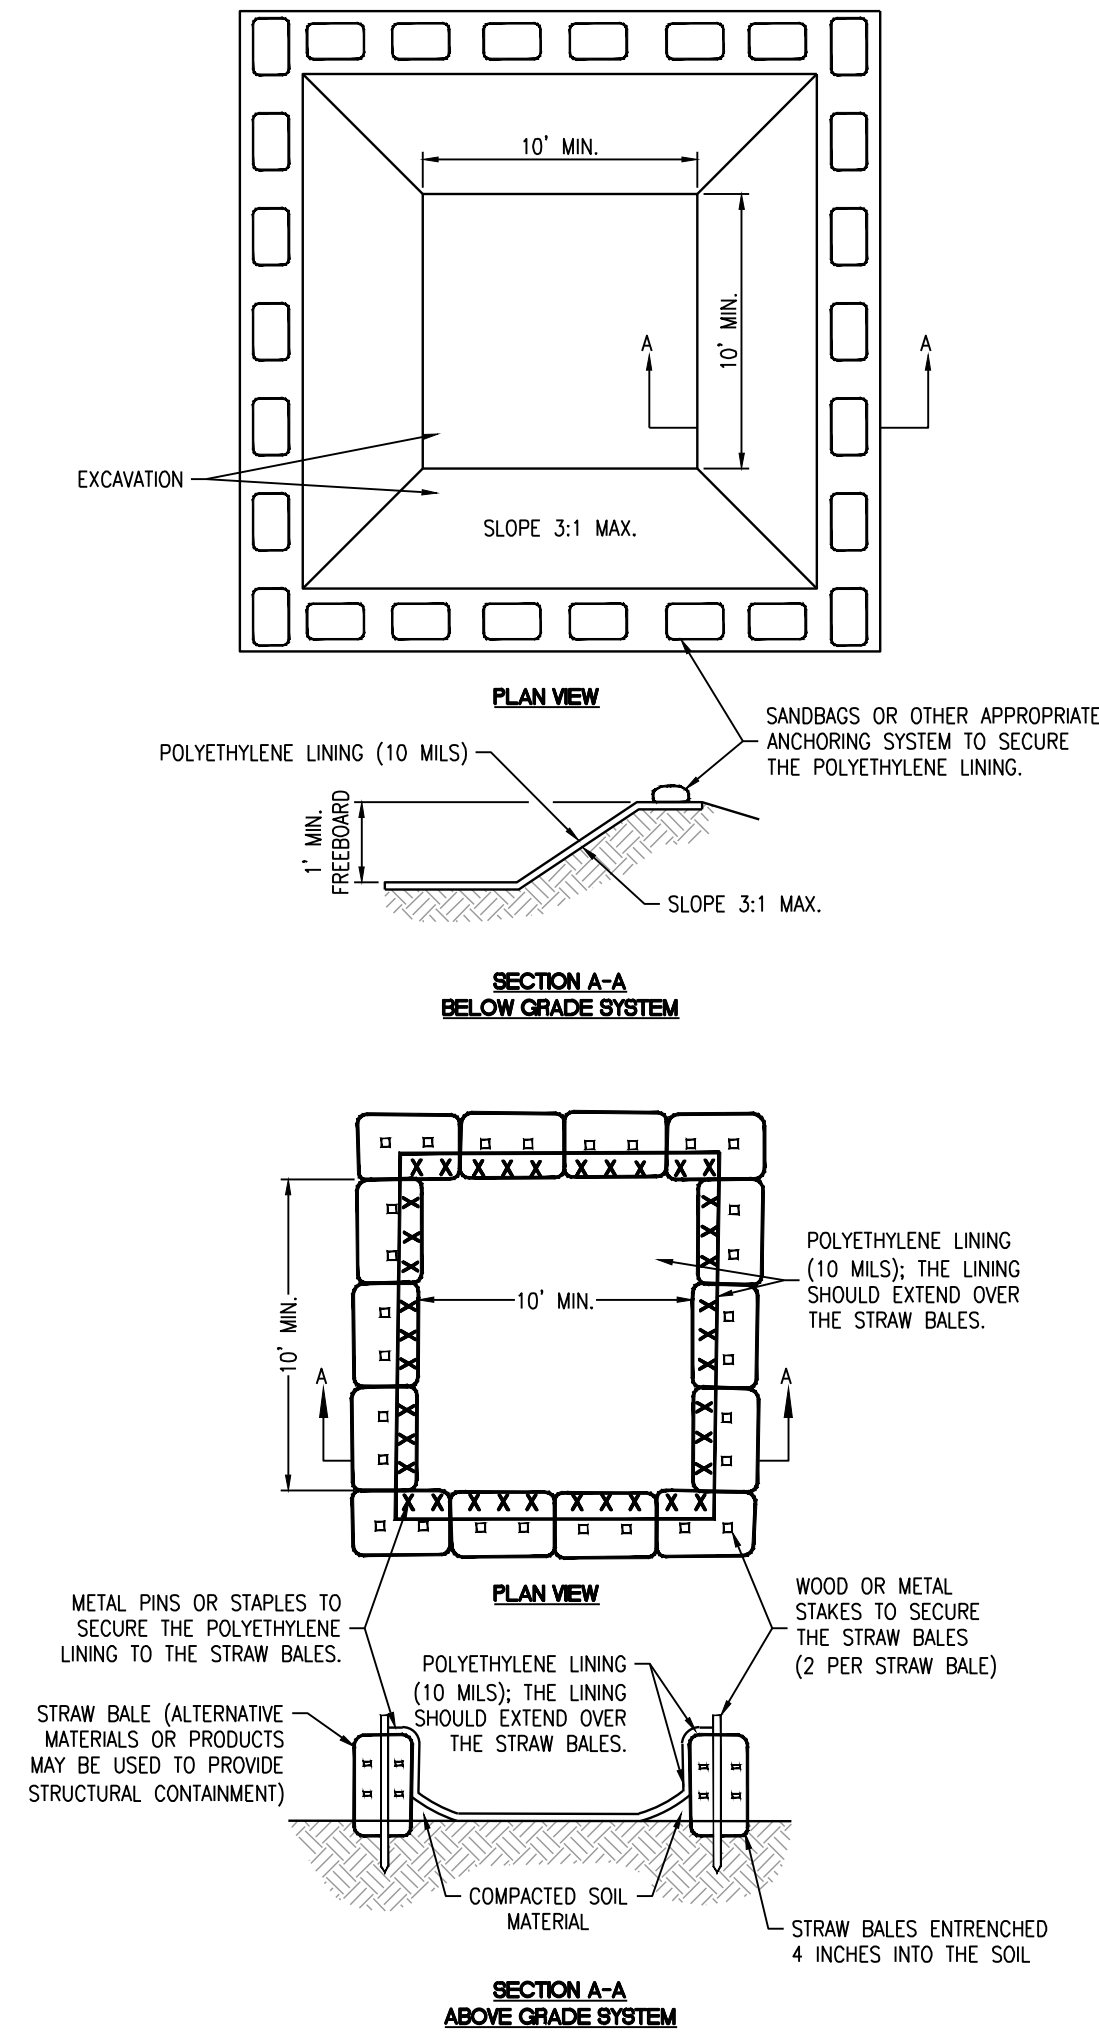 10' MIN.
10' MIN.
A
A
EXCAVATION
SLOPE 3:1 MAX.
PLAN VIEW
SANDBAGS OR OTHER APPROPRIATE
ANCHORING SYSTEM TO SECURE
THE POLYETHYLENE LINING.
POLYETHYLENE LINING (10 MILS)
1' MIN.
FREEBOARD
SLOPE 3:1 MAX.
SECTION A-A
BELOW GRADE SYSTEM
POLYETHYLENE LINING
(10 MILS); THE LINING
SHOULD EXTEND OVER
THE STRAW BALES.
10' MIN.
10' MIN.
A
A
PLAN VIEW
METAL PINS OR STAPLES TO
SECURE THE POLYETHYLENE
LINING TO THE STRAW BALES.
WOOD OR METAL
STAKES TO SECURE
THE STRAW BALES
(2 PER STRAW BALE)
POLYETHYLENE LINING
(10 MILS); THE LINING
SHOULD EXTEND OVER
THE STRAW BALES.
STRAW BALE (ALTERNATIVE
MATERIALS OR PRODUCTS
MAY BE USED TO PROVIDE
STRUCTURAL CONTAINMENT)
COMPACTED SOIL
MATERIAL
STRAW BALES ENTRENCHED
4 INCHES INTO THE SOIL
SECTION A-A
ABOVE GRADE SYSTEM